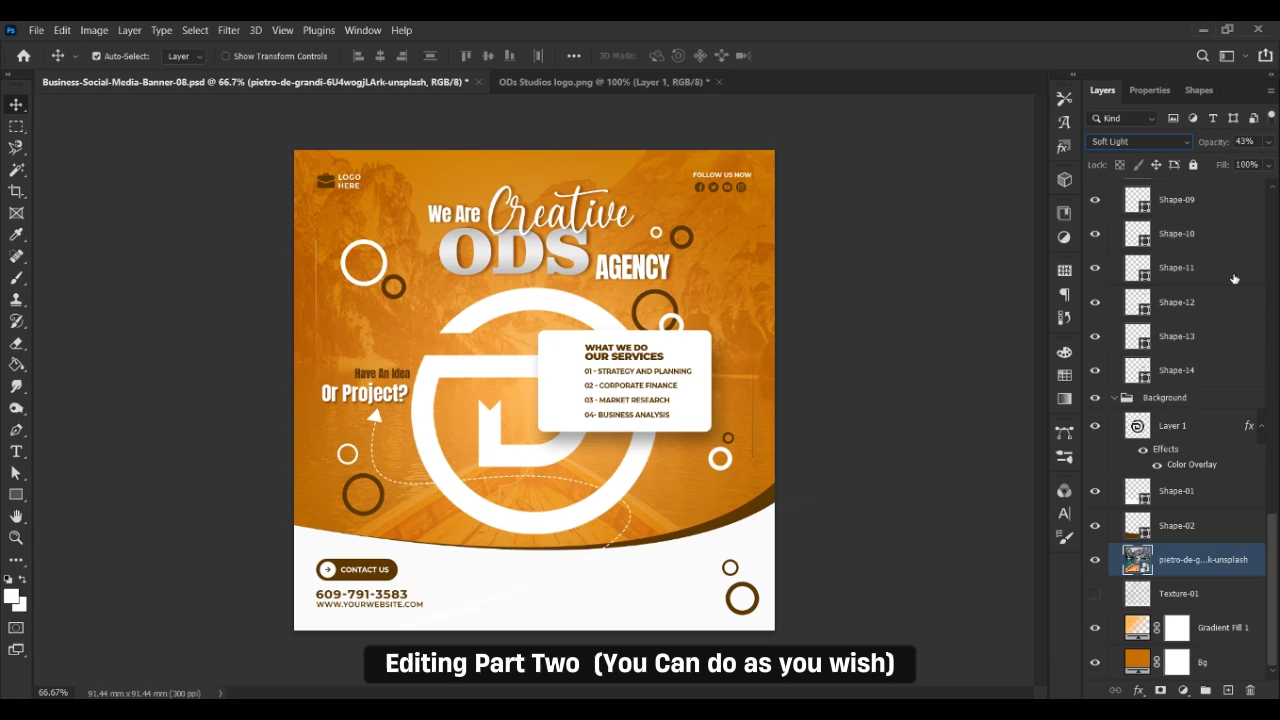 Ps File Edit Image Layer Type Select Filter 3D View Plugins Window Help
Auto-Select: Layer Show Transform Controls 3D Mode:
Business-Social-Media-Banner-08.psd @ 66.7% (pietro-de-grandi-6U4wogjLArk-unsplash, RGB/8) * ODs Studios logo.png @ 100% (Layer 1, RGB/8) *
Layers Properties Shapes
Kind
Soft Light Opacity: 43%
Lock: Fill: 100%
Shape-09
Shape-10
Shape-11
Shape-12
Shape-13
Shape-14
Background
Layer 1 fx
Effects
Color Overlay
Shape-01
Shape-02
pietro-de-g...k-unsplash
Texture-01
Gradient Fill 1
Bg
LOGO
HERE
FOLLOW US NOW
We Are Creative
ODS
AGENCY
WHAT WE DO
OUR SERVICES
01 - STRATEGY AND PLANNING
02 - CORPORATE FINANCE
03 - MARKET RESEARCH
04- BUSINESS ANALYSIS
Have An Idea
Or Project?
D
CONTACT US
609-791-3583
WWW.YOURWEBSITE.COM
Editing Part Two (You Can do as you wish)
66.67% 91,44 mm x 91,44 mm (300 ppi)